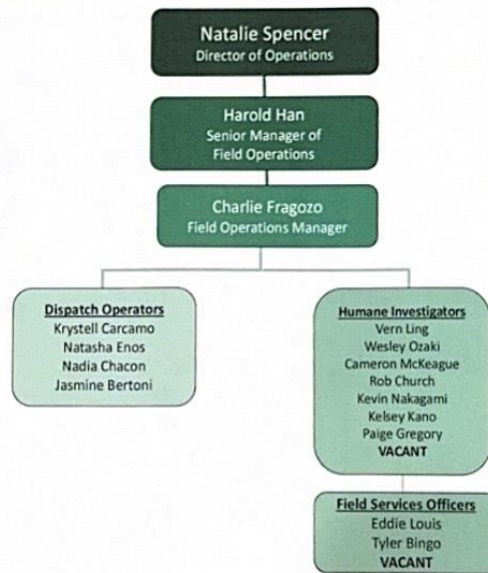 Natalie Spencer
Director of Operations
Harold Han
Senior Manager of
Field Operations
Charlie Fragozo
Field Operations Manager
Dispatch Operators
Krystell Carcamo
Natasha Enos
Nadia Chacon
Jasmine Bertoni
Humane Investigators
Vern Ling
Wesley Ozaki
Cameron McKeague
Rob Church
Kevin Nakagami
Kelsey Kano
Paige Gregory
VACANT
Field Services Officers
Eddie Louis
Tyler Bingo
VACANT